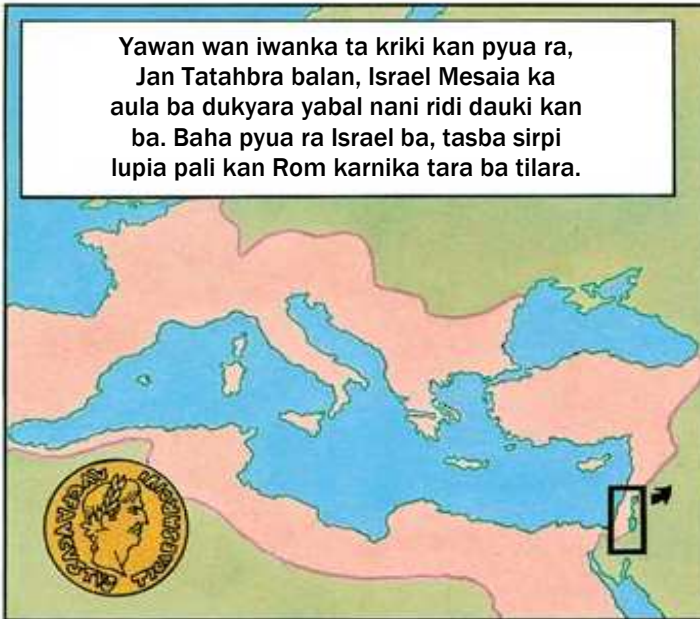 Yawan wan iwanka ta kriki kan pyua ra,
Jan Tatahbra balan, Israel Mesaia ka
aula ba dukyara yabal nani ridi dauki kan
ba. Baha pyua ra Israel ba, tasba sirpi
lupia pali kan Rom karnika tara ba tilara.